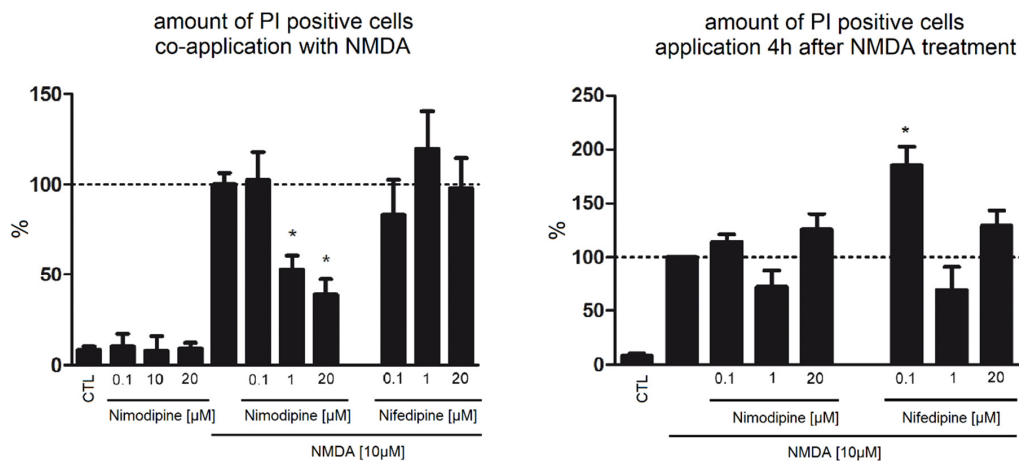 amount of PI positive cells
co-application with NMDA
150
100
50
0
%
*
*
CTL
0.1 10 20
0.1 1 20
0.1 1 20
Nimodipine [µM]
Nimodipine [µM]
Nifedipine [µM]
NMDA [10µM]
amount of PI positive cells
application 4h after NMDA treatment
250
200
150
100
50
0
%
*
CTL
0.1 1 20
0.1 1 20
Nimodipine [µM]
Nifedipine [µM]
NMDA [10µM]